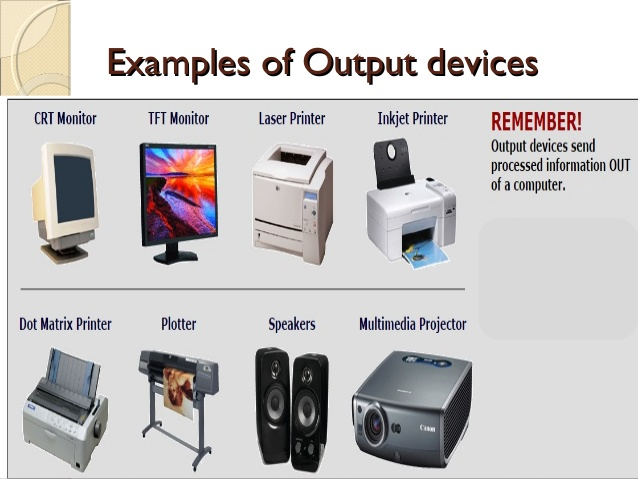 Examples of Output devices
CRT Monitor
TFT Monitor
Laser Printer
Inkjet Printer
REMEMBER!
Output devices send
processed information OUT
of a computer.
Dot Matrix Printer
Plotter
Speakers
Multimedia Projector
Canon